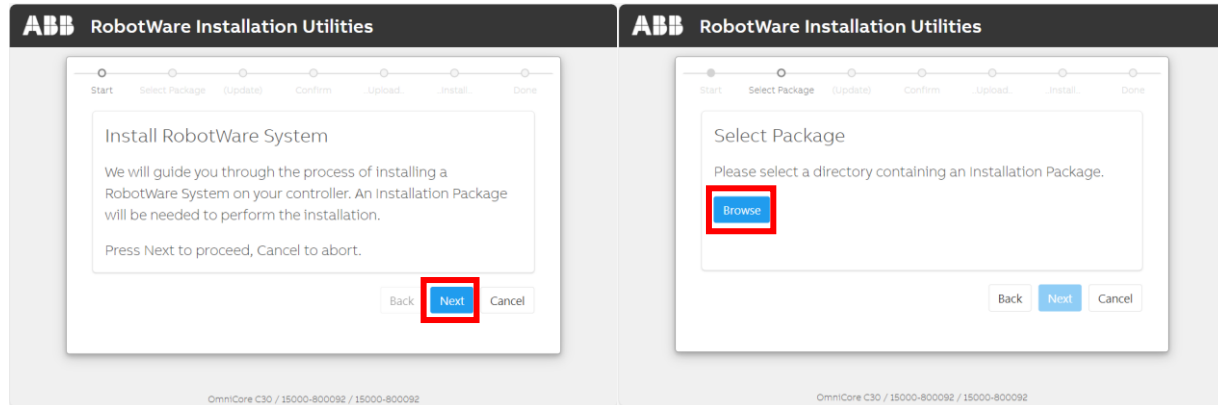 ABB RobotWare Installation Utilities
Start Select Package (Update) Confirm ..Upload.. ..Install.. Done
Install RobotWare System
We will guide you through the process of installing a
RobotWare System on your controller. An Installation Package
will be needed to perform the installation.
Press Next to proceed, Cancel to abort.
Back Next Cancel
OmniCore C30 / 15000-800092 / 15000-800092
ABB RobotWare Installation Utilities
Start Select Package (Update) Confirm ..Upload.. ..Install.. Done
Select Package
Please select a directory containing an Installation Package.
Browse
Back Next Cancel
OmniCore C30 / 15000-800092 / 15000-800092